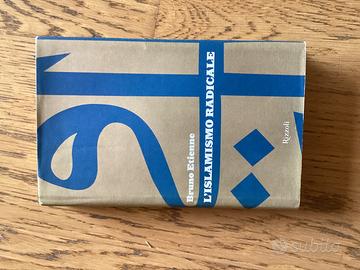 Bruno Etienne
L'ISLAMISMO RADICALE
Rizzoli
subito